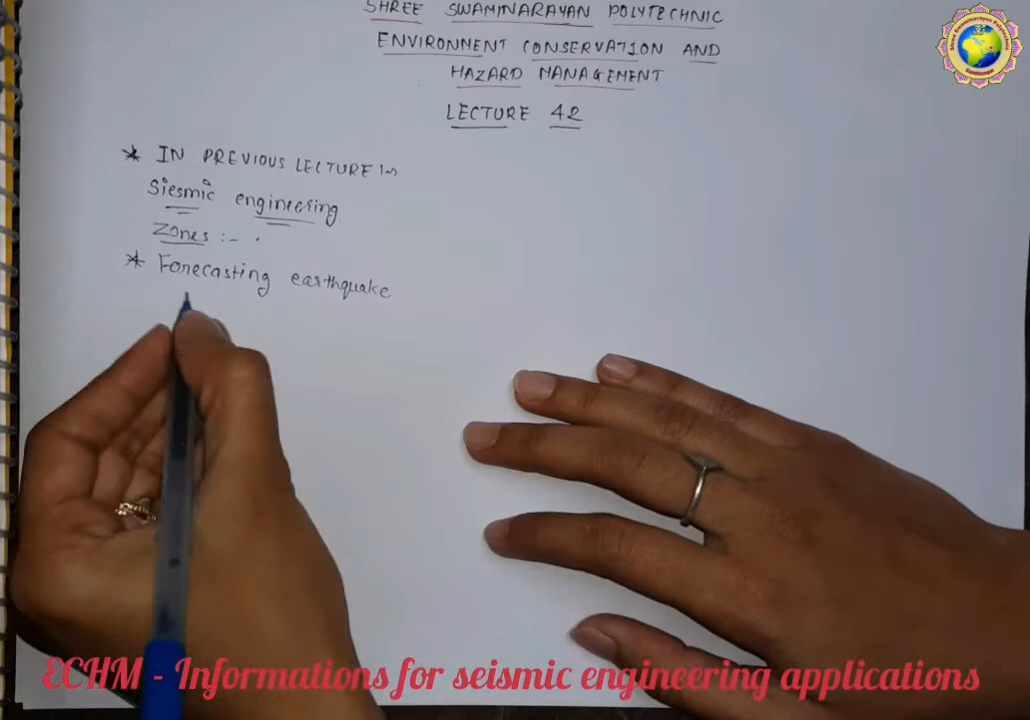 SHREE SWAMINARAYAN POLYTECHNIC
ENVIRONMENT CONSERVATION AND
HAZARD MANAGEMENT
LECTURE 42
* IN PREVIOUS LECTURE :~
Siesmic engineering
Zones :- .
* Forecasting earthquake
ECHM - Informations for seismic engineering applications